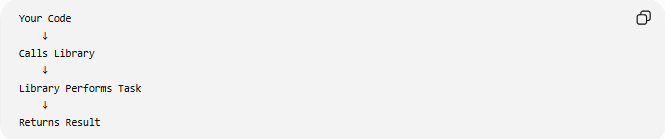 Your Code
↓
Calls Library
↓
Library Performs Task
↓
Returns Result